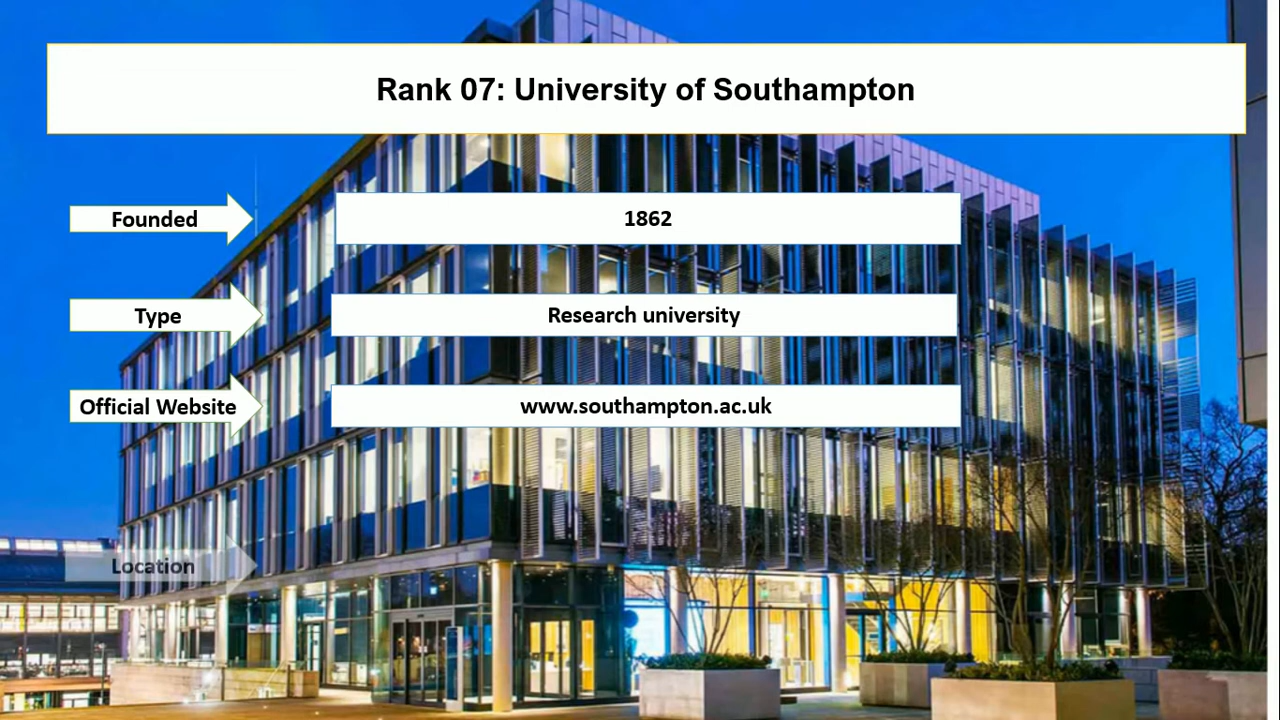 Rank 07: University of Southampton
Founded
1862
Type
Research university
Official Website
www.southampton.ac.uk
Location